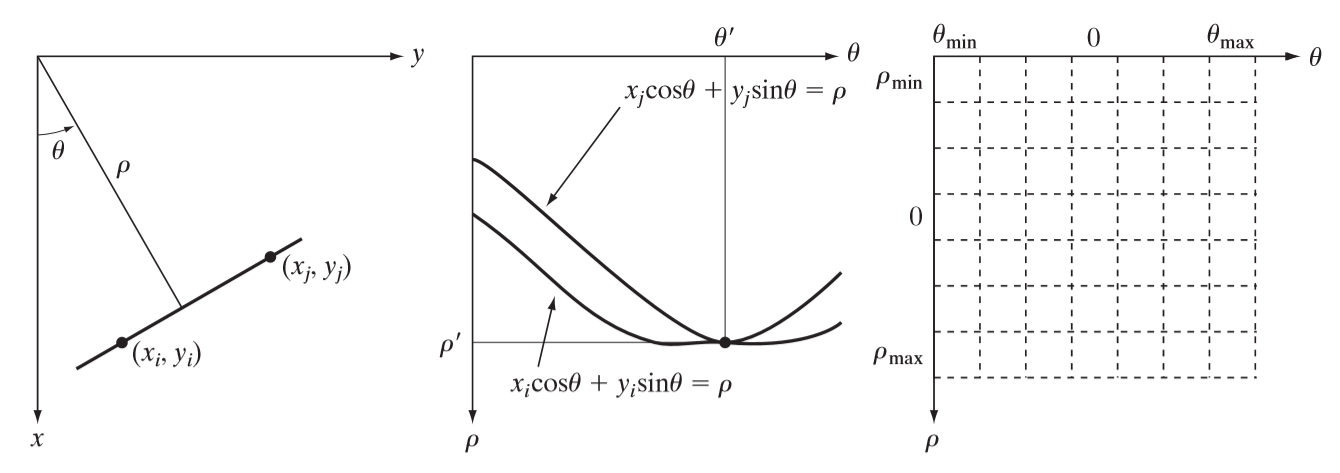 y
θ
ρ
(xⱼ, yⱼ)
(xᵢ, yᵢ)
x
θ′
θ
xⱼcosθ + yⱼsinθ = ρ
ρ′
xᵢcosθ + yᵢsinθ = ρ
ρ
θmin 0 θmax
θ
ρmin
0
ρmax
ρ